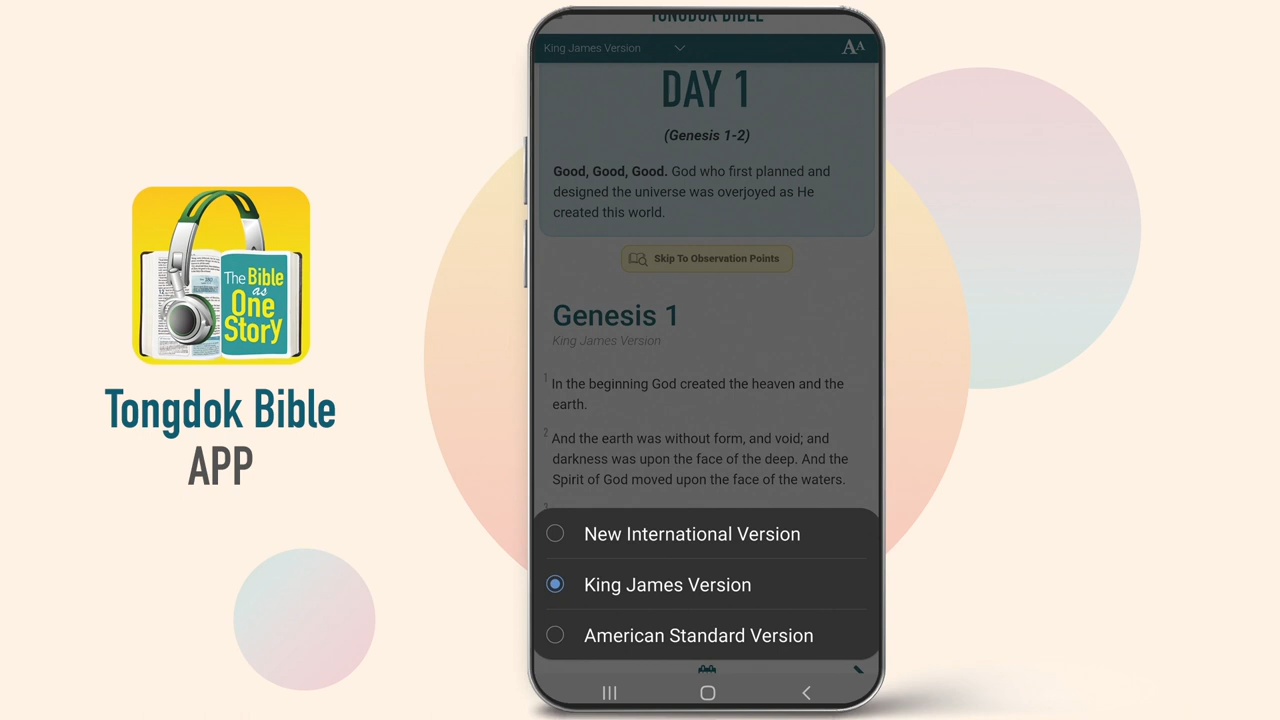 The Bible
as
One
Story
Tongdok Bible
APP
TONGDOK BIBLE
King James Version
AA
DAY 1
(Genesis 1-2)
Good, Good, Good. God who first planned and
designed the universe was overjoyed as He
created this world.
Skip To Observation Points
Genesis 1
King James Version
1 In the beginning God created the heaven and the
earth.
2 And the earth was without form, and void; and
darkness was upon the face of the deep. And the
Spirit of God moved upon the face of the waters.
New International Version
King James Version
American Standard Version